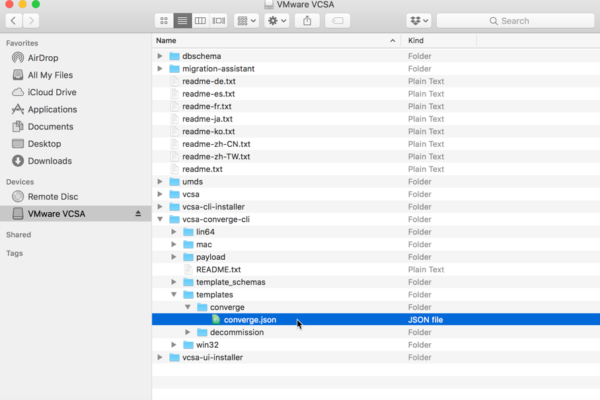 VMware VCSA
Search
Favorites
AirDrop
All My Files
iCloud Drive
Applications
Documents
Desktop
Downloads
Devices
Remote Disc
VMware VCSA
Shared
Tags
Name Kind
dbschema Folder
migration-assistant Folder
readme-de.txt Plain Text
readme-es.txt Plain Text
readme-fr.txt Plain Text
readme-ja.txt Plain Text
readme-ko.txt Plain Text
readme-zh-CN.txt Plain Text
readme-zh-TW.txt Plain Text
readme.txt Plain Text
umds Folder
vcsa Folder
vcsa-cli-installer Folder
vcsa-converge-cli Folder
lin64 Folder
mac Folder
payload Folder
README.txt Plain Text
template_schemas Folder
templates Folder
converge Folder
converge.json JSON file
decommission Folder
win32 Folder
vcsa-ui-installer Folder